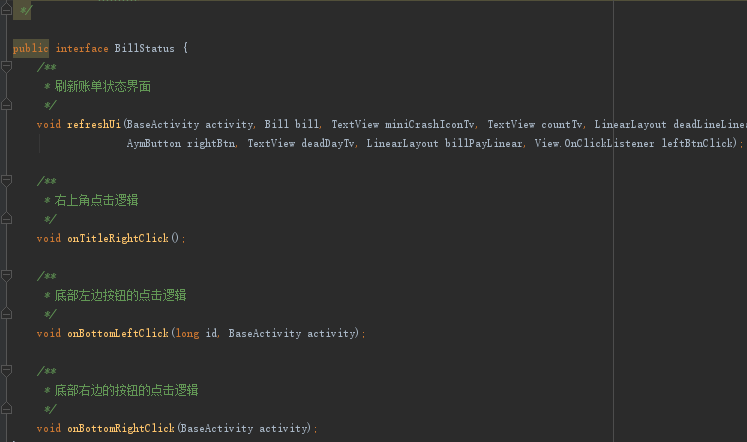 */
public interface BillStatus {
/**
* 刷新账单状态界面
*/
void refreshUi(BaseActivity activity, Bill bill, TextView miniCrashIconTv, TextView countTv, LinearLayout
AymButton rightBtn, TextView deadDayTv, LinearLayout billPayLinear, View.OnClickListener leftBtnClick);
/**
* 右上角点击逻辑
*/
void onTitleRightClick();
/**
* 底部左边按钮的点击逻辑
*/
void onBottomLeftClick(long id, BaseActivity activity);
/**
* 底部右边的按钮的点击逻辑
*/
void onBottomRightClick(BaseActivity activity);